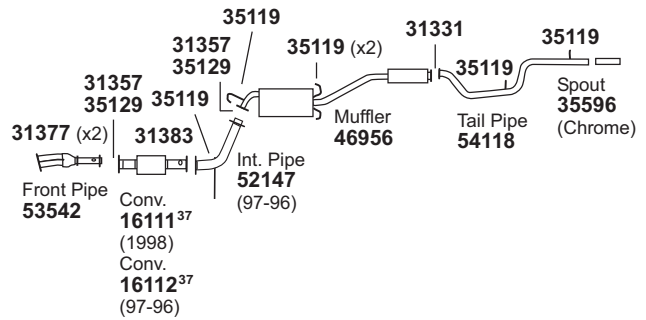 35119
31357
35129
35119 (x2)
31331
35119
35119
31357
35129
35119
31377 (x2)
31383
Muffler
46956
Tail Pipe
54118
Spout
35596
(Chrome)
Int. Pipe
52147
(97-96)
Front Pipe
53542
Conv.
16111³⁷
(1998)
Conv.
16112³⁷
(97-96)